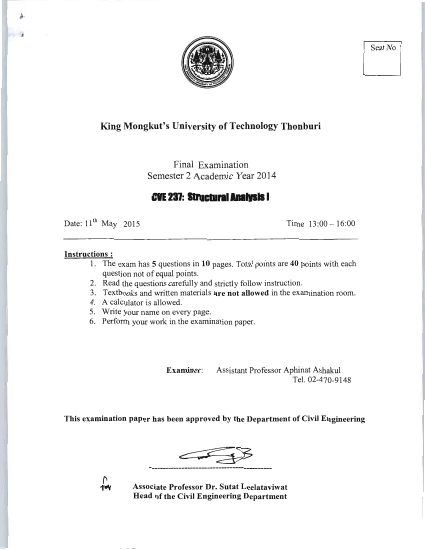 Seat No
King Mongkut's University of Technology Thonburi
Final Examination
Semester 2 Academic Year 2014
CVE 237: Structural Analysis I
Date: 11th May 2015 Time 13:00 – 16:00
Instructions :
1. The exam has 5 questions in 10 pages. Total points are 40 points with each
question not of equal points.
2. Read the questions carefully and strictly follow instruction.
3. Textbooks and written materials are not allowed in the examination room.
4. A calculator is allowed.
5. Write your name on every page.
6. Perform your work in the examination paper.
Examiner: Assistant Professor Aphinat Ashakul
Tel. 02-470-9148
This examination paper has been approved by the Department of Civil Engineering
Associate Professor Dr. Sutat Leelataviwat
Head of the Civil Engineering Department